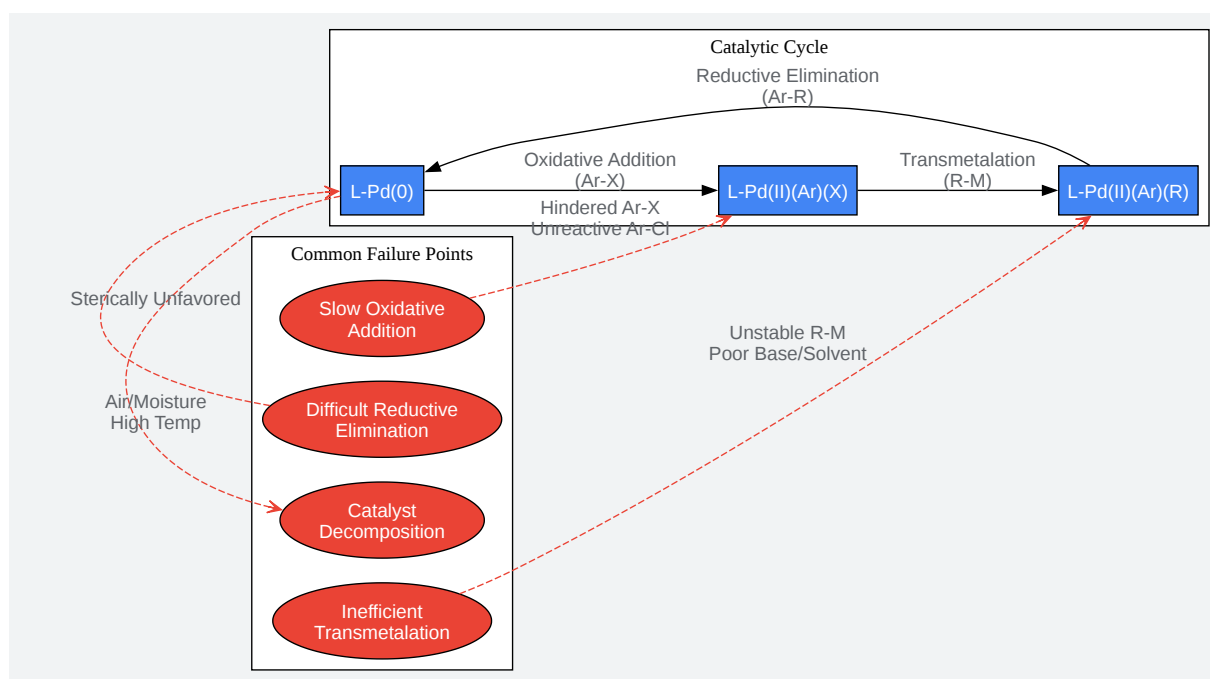 Catalytic Cycle
Reductive Elimination
(Ar-R)
Oxidative Addition
(Ar-X)
Transmetalation
(R-M)
L-Pd(0)
L-Pd(II)(Ar)(X)
L-Pd(II)(Ar)(R)
Hindered Ar-X
Unreactive Ar-Cl
Common Failure Points
Sterically Unfavored
Slow Oxidative
Addition
Unstable R-M
Poor Base/Solvent
Air/Moisture
High Temp
Difficult Reductive
Elimination
Catalyst
Decomposition
Inefficient
Transmetalation